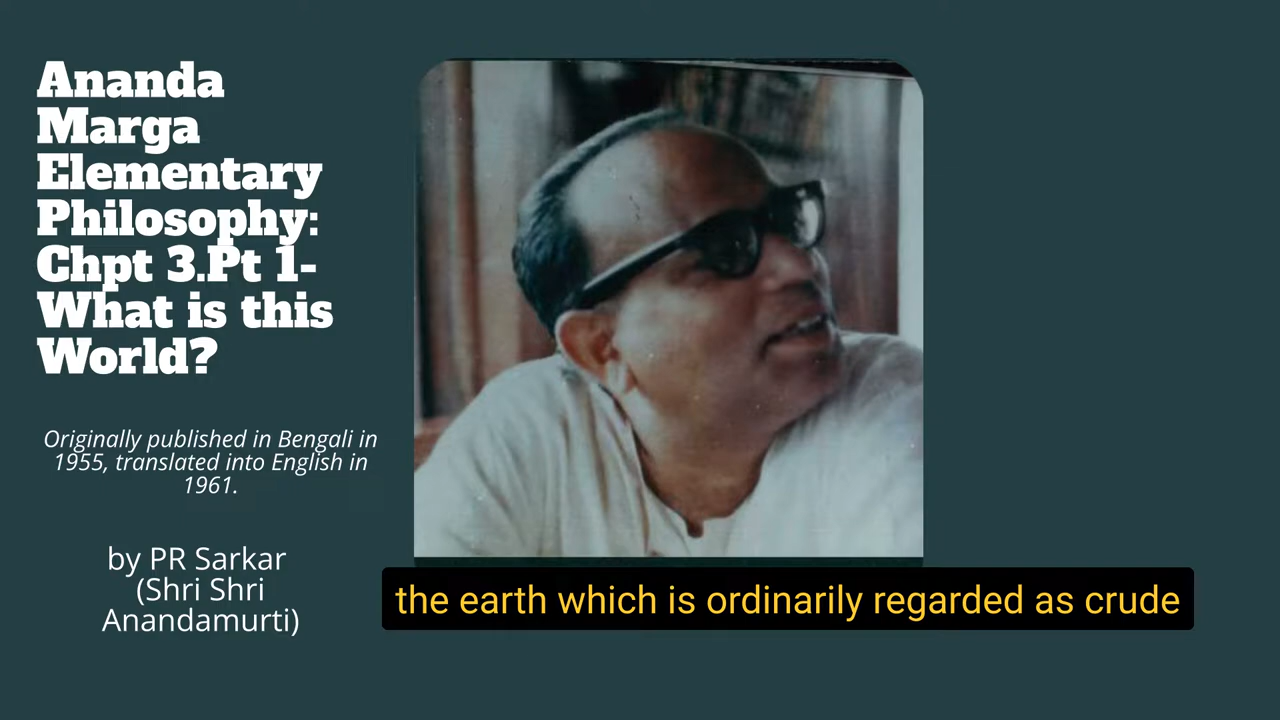 Ananda
Marga
Elementary
Philosophy:
Chpt 3.Pt 1-
What is this
World?
Originally published in Bengali in
1955, translated into English in
1961.
by PR Sarkar
(Shri Shri
Anandamurti)
the earth which is ordinarily regarded as crude